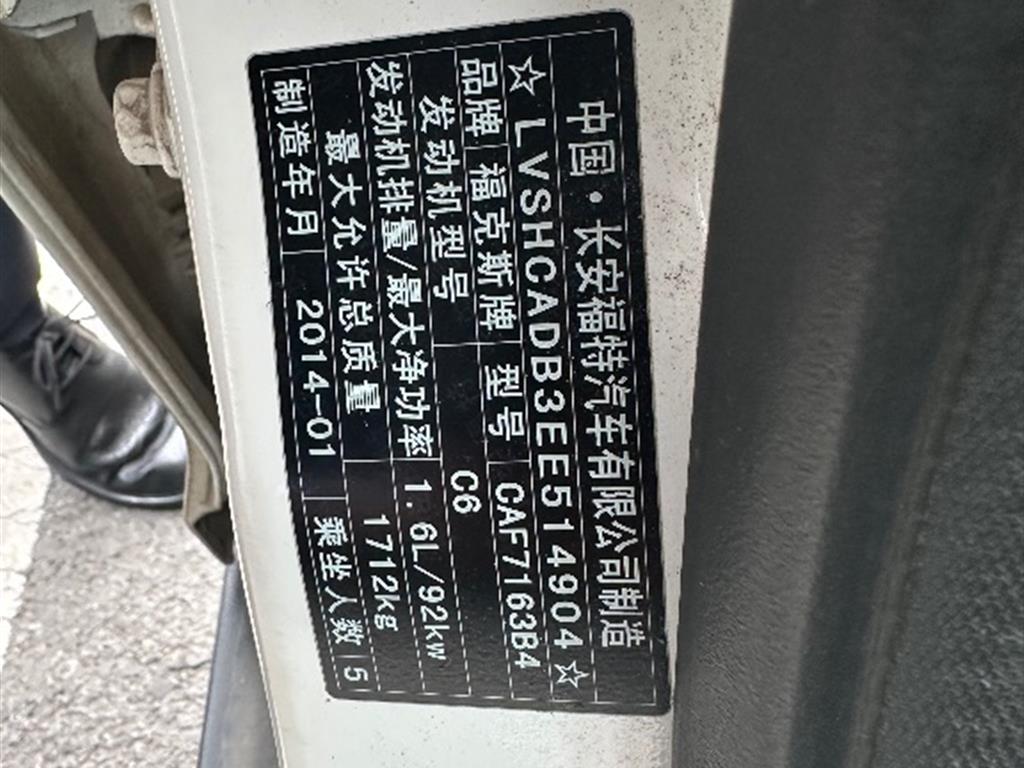 中国·长安福特汽车有限公司制造
☆LVSHCADB3EE514904☆
品牌 福克斯牌 型号 CAF7163B4
发动机型号 C6
发动机排量/最大净功率 1.6L/92kw
最大允许总质量 1712kg
制造年月 2014-01 乘坐人数 5